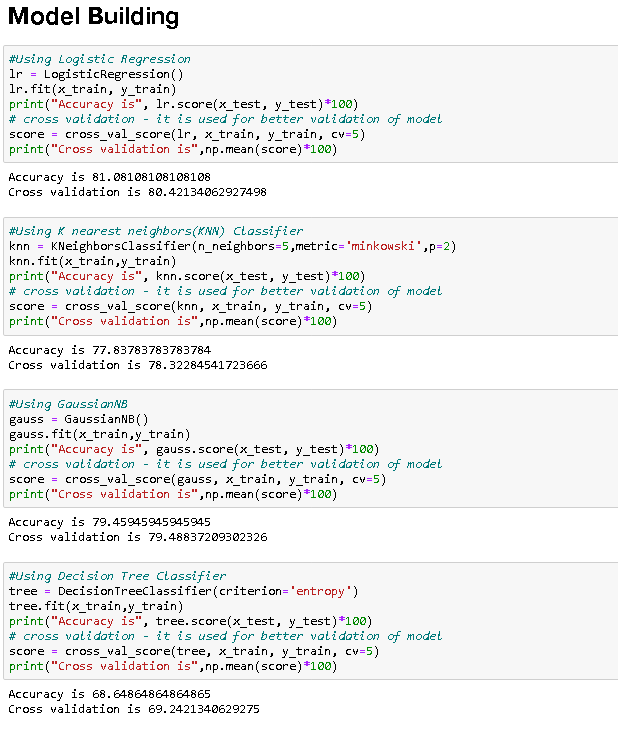 Model Building
#Using Logistic Regression
lr = LogisticRegression()
lr.fit(x_train, y_train)
print("Accuracy is", lr.score(x_test, y_test)*100)
# cross validation - it is used for better validation of model
score = cross_val_score(lr, x_train, y_train, cv=5)
print("Cross validation is",np.mean(score)*100)
Accuracy is 81.08108108108108
Cross validation is 80.42134062927498
#Using K nearest neighbors(KNN) Classifier
knn = KNeighborsClassifier(n_neighbors=5,metric='minkowski',p=2)
knn.fit(x_train,y_train)
print("Accuracy is", knn.score(x_test, y_test)*100)
# cross validation - it is used for better validation of model
score = cross_val_score(knn, x_train, y_train, cv=5)
print("Cross validation is",np.mean(score)*100)
Accuracy is 77.83783783783784
Cross validation is 78.32284541723666
#Using GaussianNB
gauss = GaussianNB()
gauss.fit(x_train,y_train)
print("Accuracy is", gauss.score(x_test, y_test)*100)
# cross validation - it is used for better validation of model
score = cross_val_score(gauss, x_train, y_train, cv=5)
print("Cross validation is",np.mean(score)*100)
Accuracy is 79.45945945945945
Cross validation is 79.48837209302326
#Using Decision Tree Classifier
tree = DecisionTreeClassifier(criterion='entropy')
tree.fit(x_train,y_train)
print("Accuracy is", tree.score(x_test, y_test)*100)
# cross validation - it is used for better validation of model
score = cross_val_score(tree, x_train, y_train, cv=5)
print("Cross validation is",np.mean(score)*100)
Accuracy is 68.64864864864865
Cross validation is 69.2421340629275